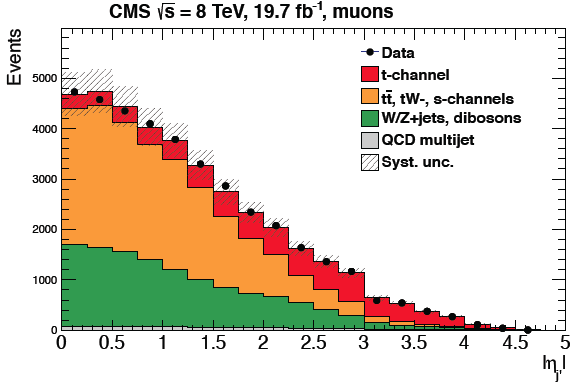 CMS √s = 8 TeV, 19.7 fb⁻¹, muons
Events
Data
t-channel
tt̄, tW-, s-channels
W/Z+jets, dibosons
QCD multijet
Syst. unc.
5000
4000
3000
2000
1000
0
0 0.5 1 1.5 2 2.5 3 3.5 4 4.5 5
|ηj'|